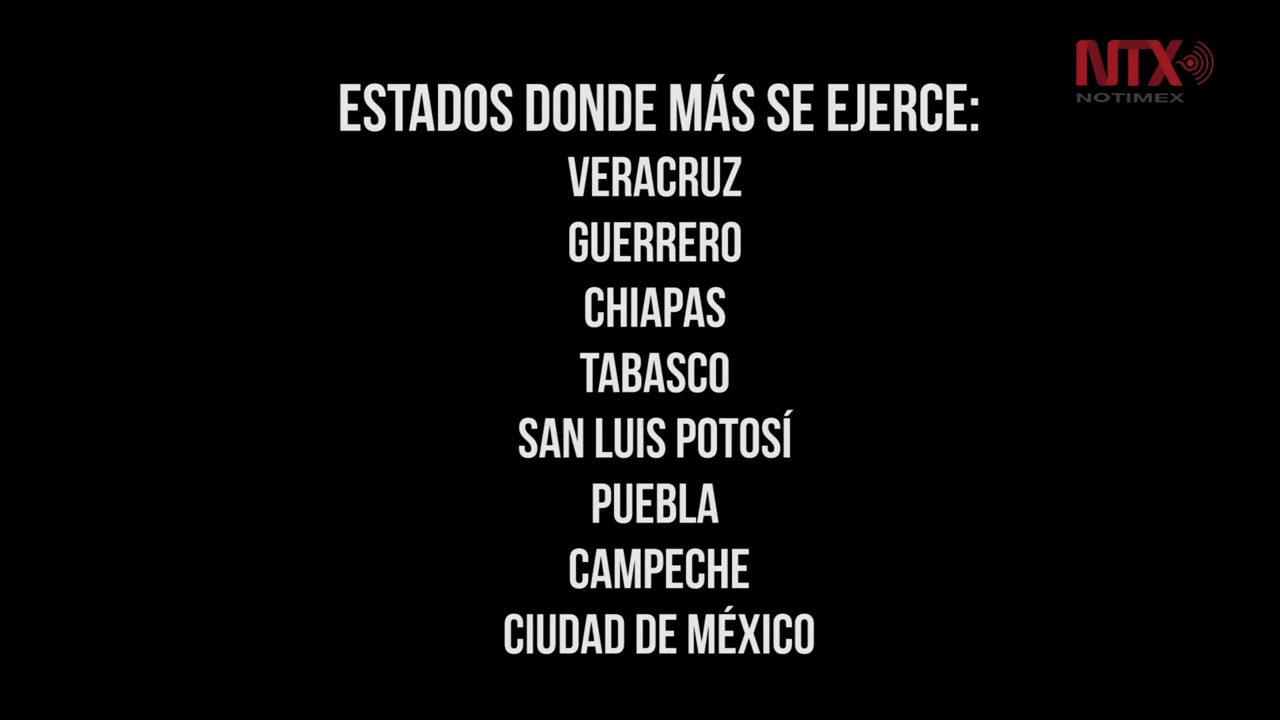 NTX
NOTIMEX
ESTADOS DONDE MÁS SE EJERCE:
VERACRUZ
GUERRERO
CHIAPAS
TABASCO
SAN LUIS POTOSÍ
PUEBLA
CAMPECHE
CIUDAD DE MÉXICO